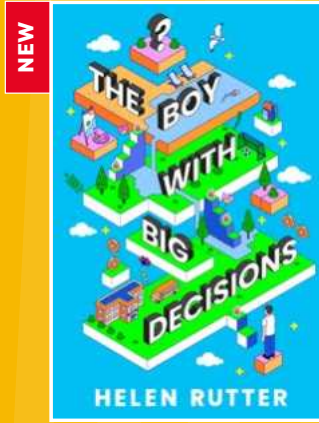 NEW
?
THE BOY
WITH
BIG
DECISIONS
HELEN RUTTER